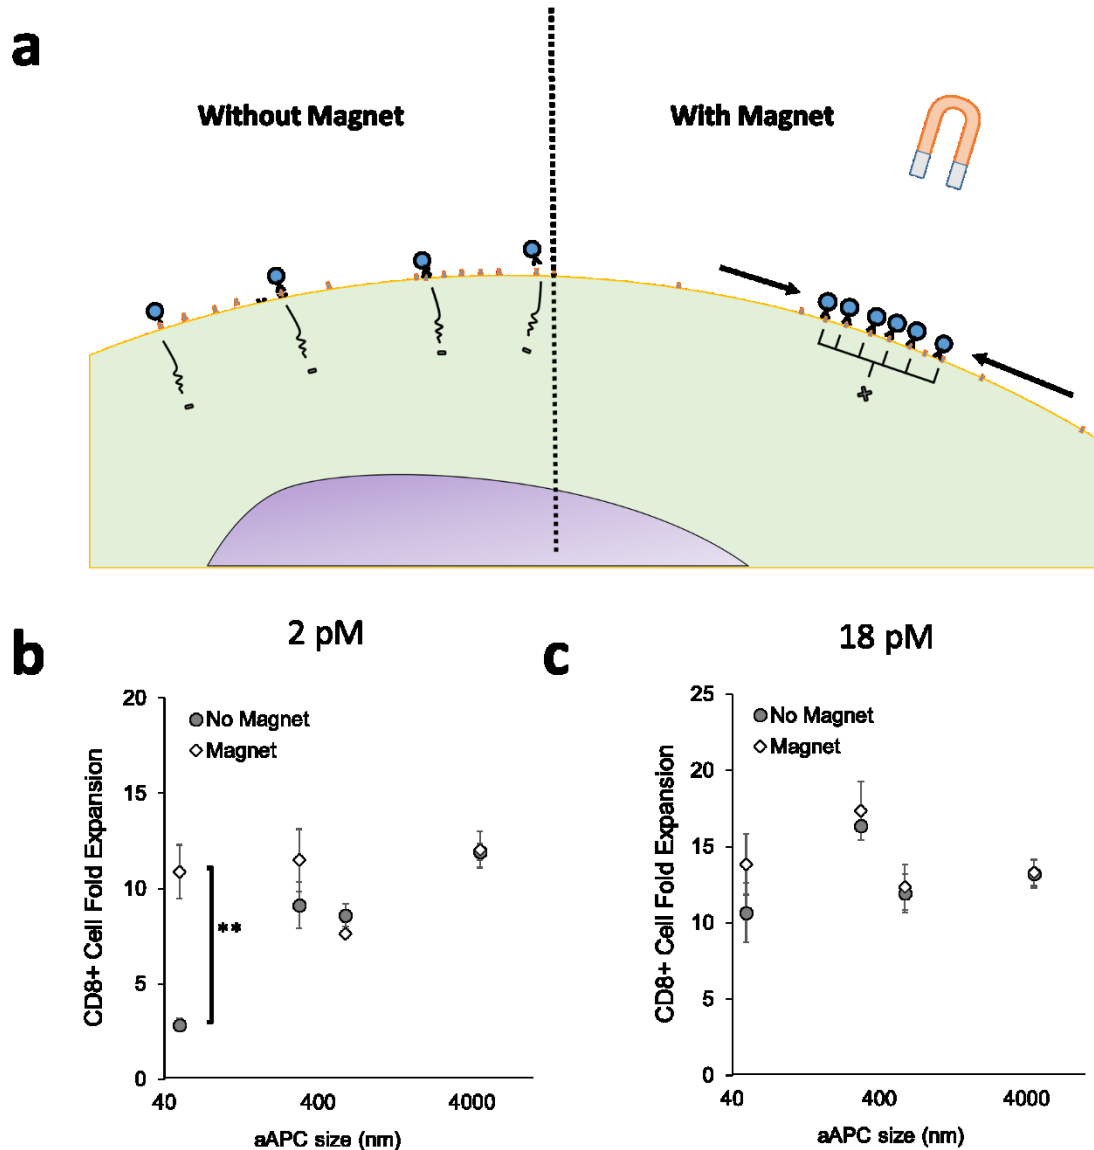 a
Without Magnet
With Magnet
b
2 pM
CD8+ Cell Fold Expansion
20
15
10
5
0
No Magnet
Magnet
**
40
400
4000
aAPC size (nm)
c
18 pM
CD8+ Cell Fold Expansion
25
20
15
10
5
0
No Magnet
Magnet
40
400
4000
aAPC size (nm)